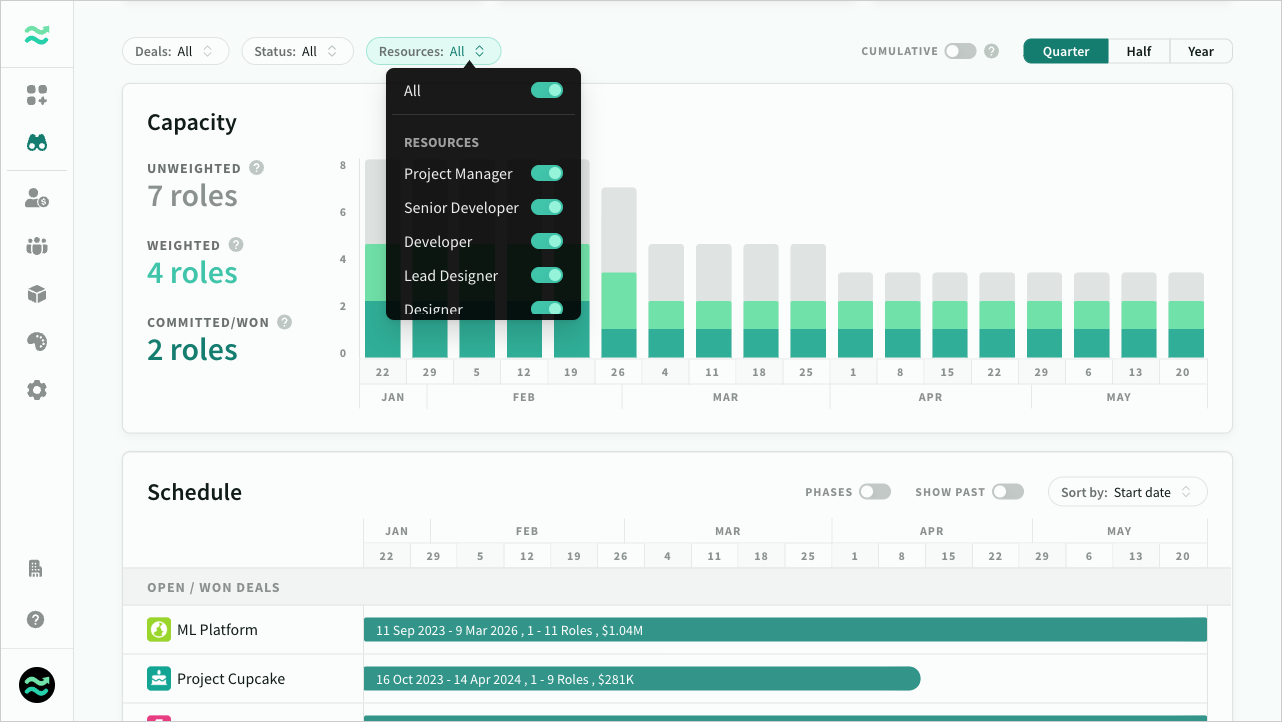 Deals: All
Status: All
Resources: All
CUMULATIVE
?
Quarter
Half
Year
All
RESOURCES
Project Manager
Senior Developer
Developer
Lead Designer
Designer
Capacity
UNWEIGHTED ?
7 roles
WEIGHTED ?
4 roles
COMMITTED/WON ?
2 roles
8
6
4
2
0
22 29 5 12 19 26 4 11 18 25 1 8 15 22 29 6 13 20
JAN FEB MAR APR MAY
Schedule
PHASES
SHOW PAST
Sort by: Start date
JAN FEB MAR APR MAY
22 29 5 12 19 26 4 11 18 25 1 8 15 22 29 6 13 20
OPEN / WON DEALS
ML Platform
11 Sep 2023 - 9 Mar 2026 , 1 - 11 Roles , $1.04M
Project Cupcake
16 Oct 2023 - 14 Apr 2024 , 1 - 9 Roles , $281K